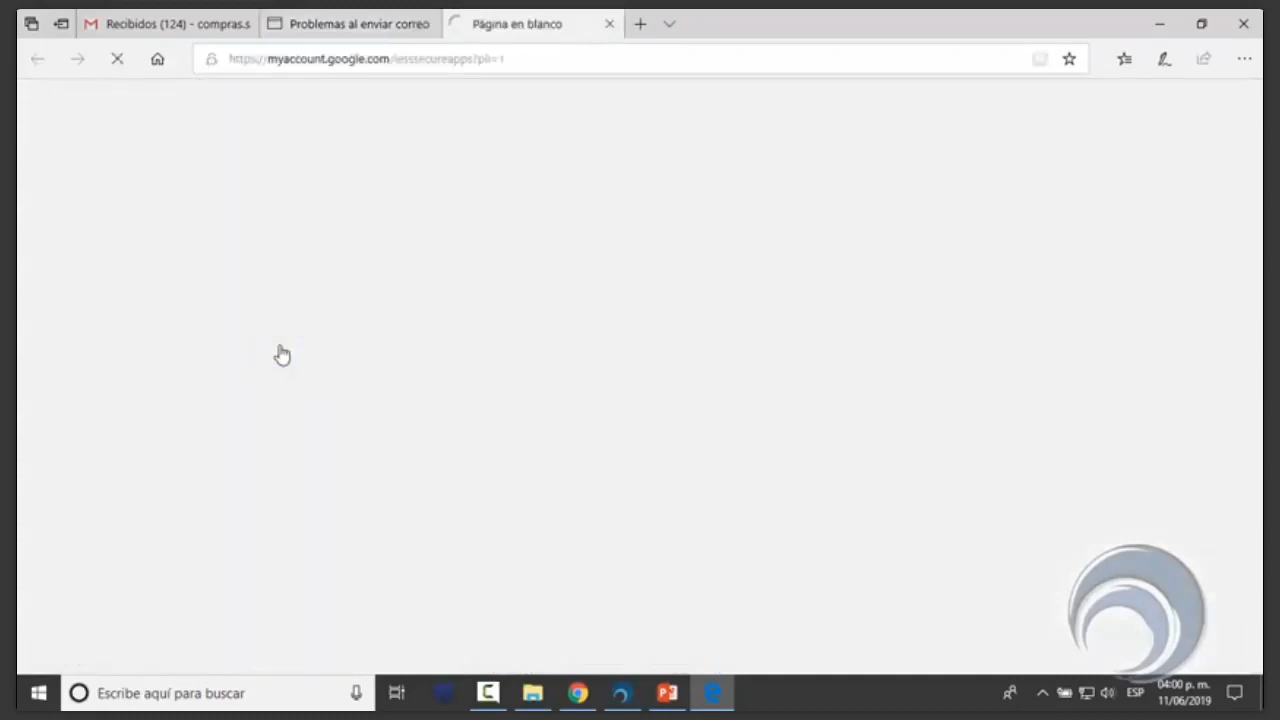 Recibidos (124) - compras.s
Problemas al enviar correo
Página en blanco
https://myaccount.google.com/lesssecureapps?pli=1
Escribe aquí para buscar
ESP
04:00 p. m.
11/06/2019